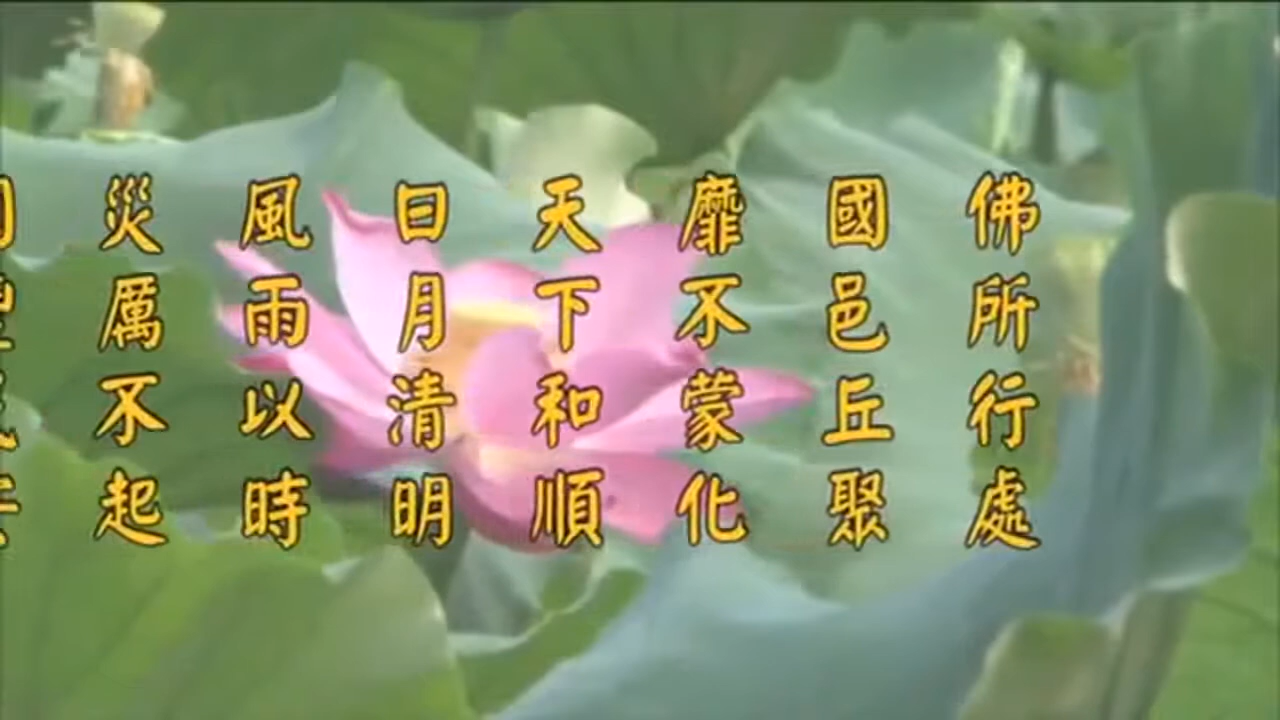 佛所行處
國邑丘聚
靡不蒙化
天下和順
日月清明
風雨以時
災厲不起